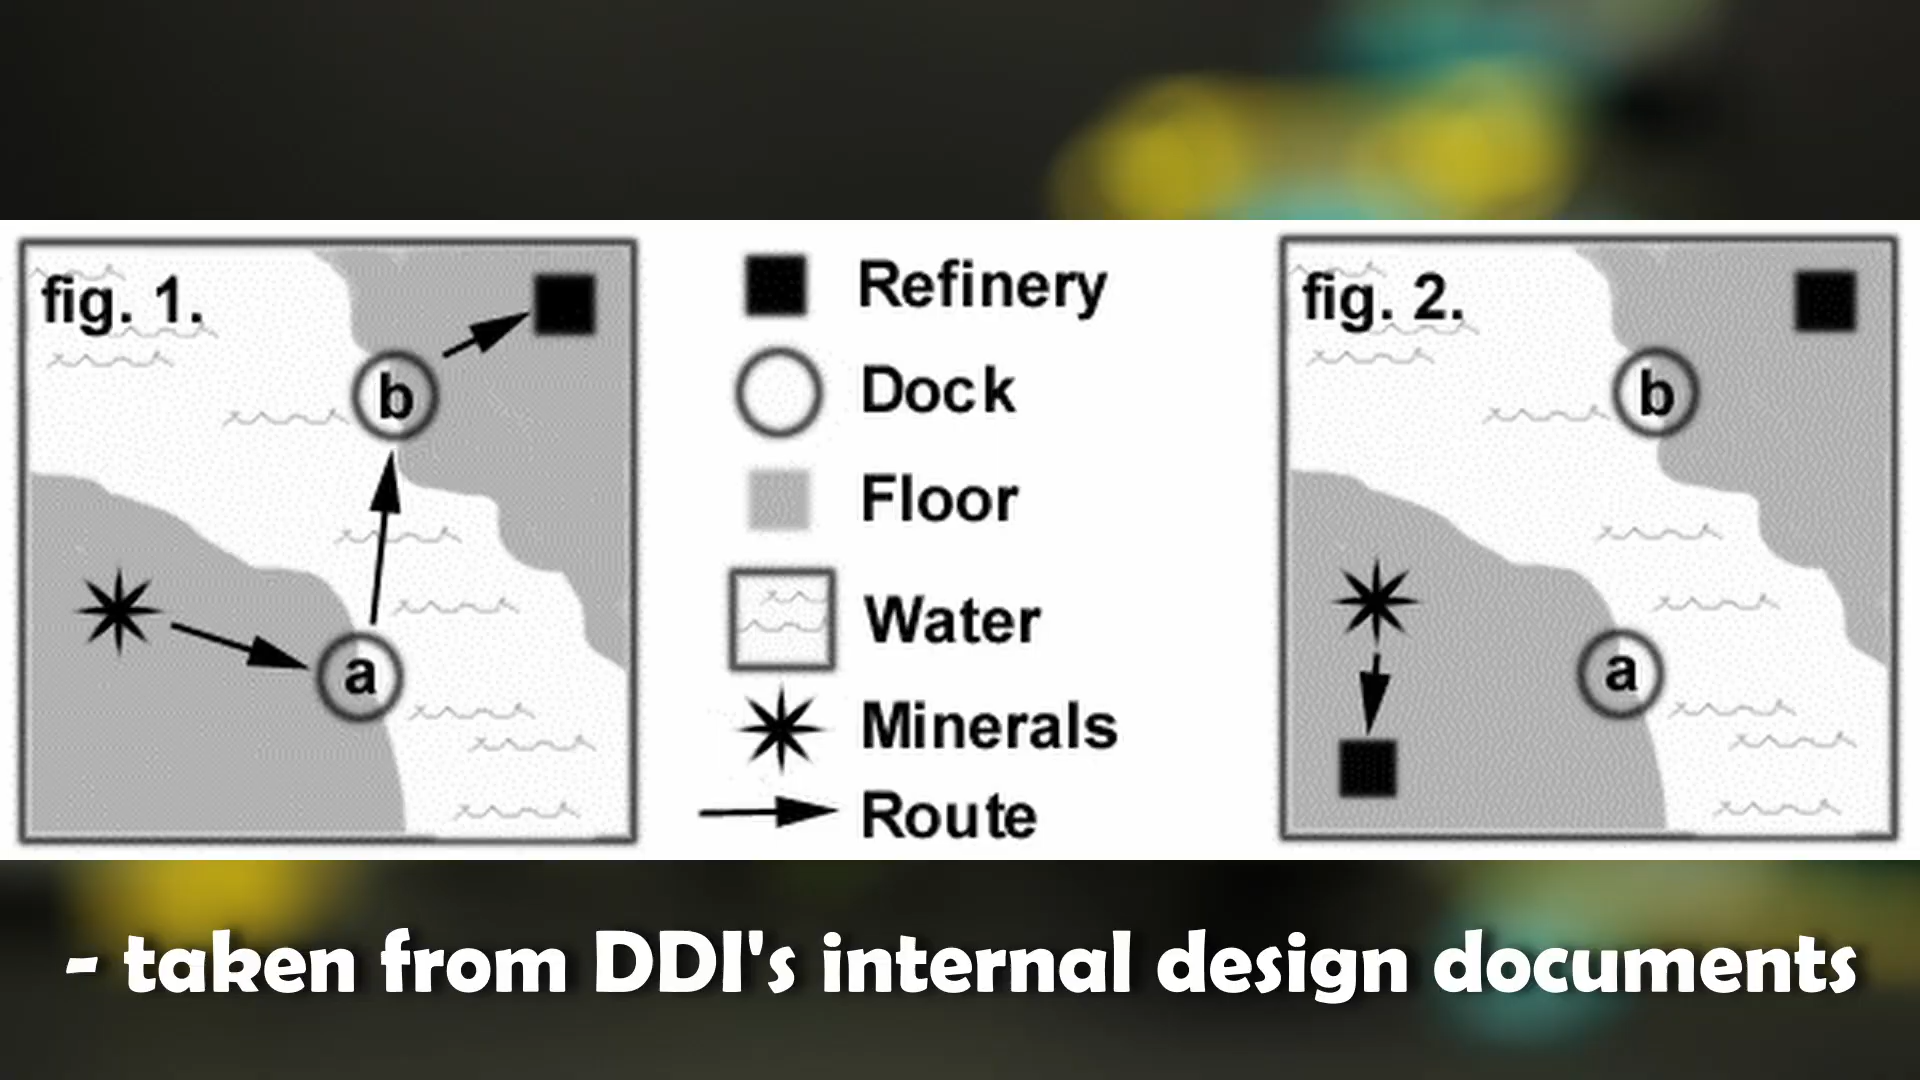 fig. 1.
b
a
Refinery
Dock
Floor
Water
Minerals
Route
fig. 2.
b
a
- taken from DDI's internal design documents